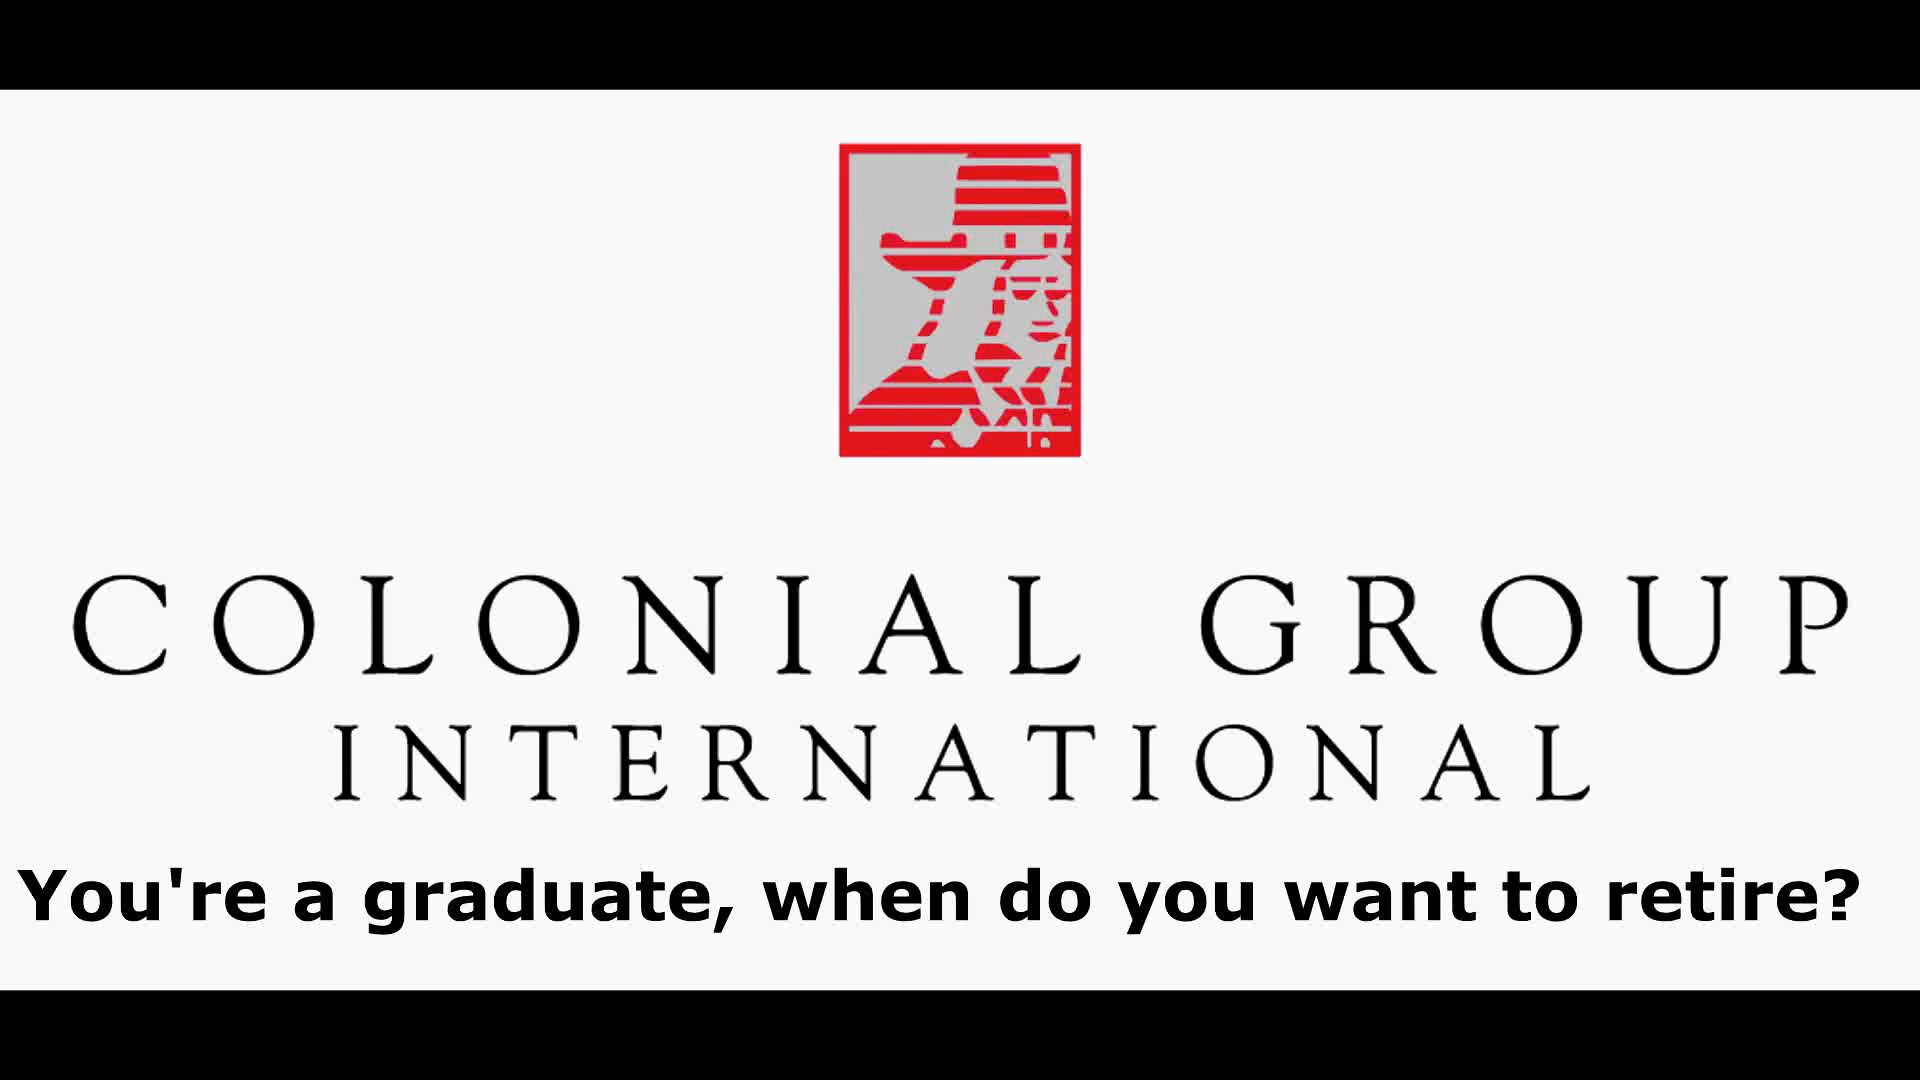 COLONIAL GROUP
INTERNATIONAL
You're a graduate, when do you want to retire?